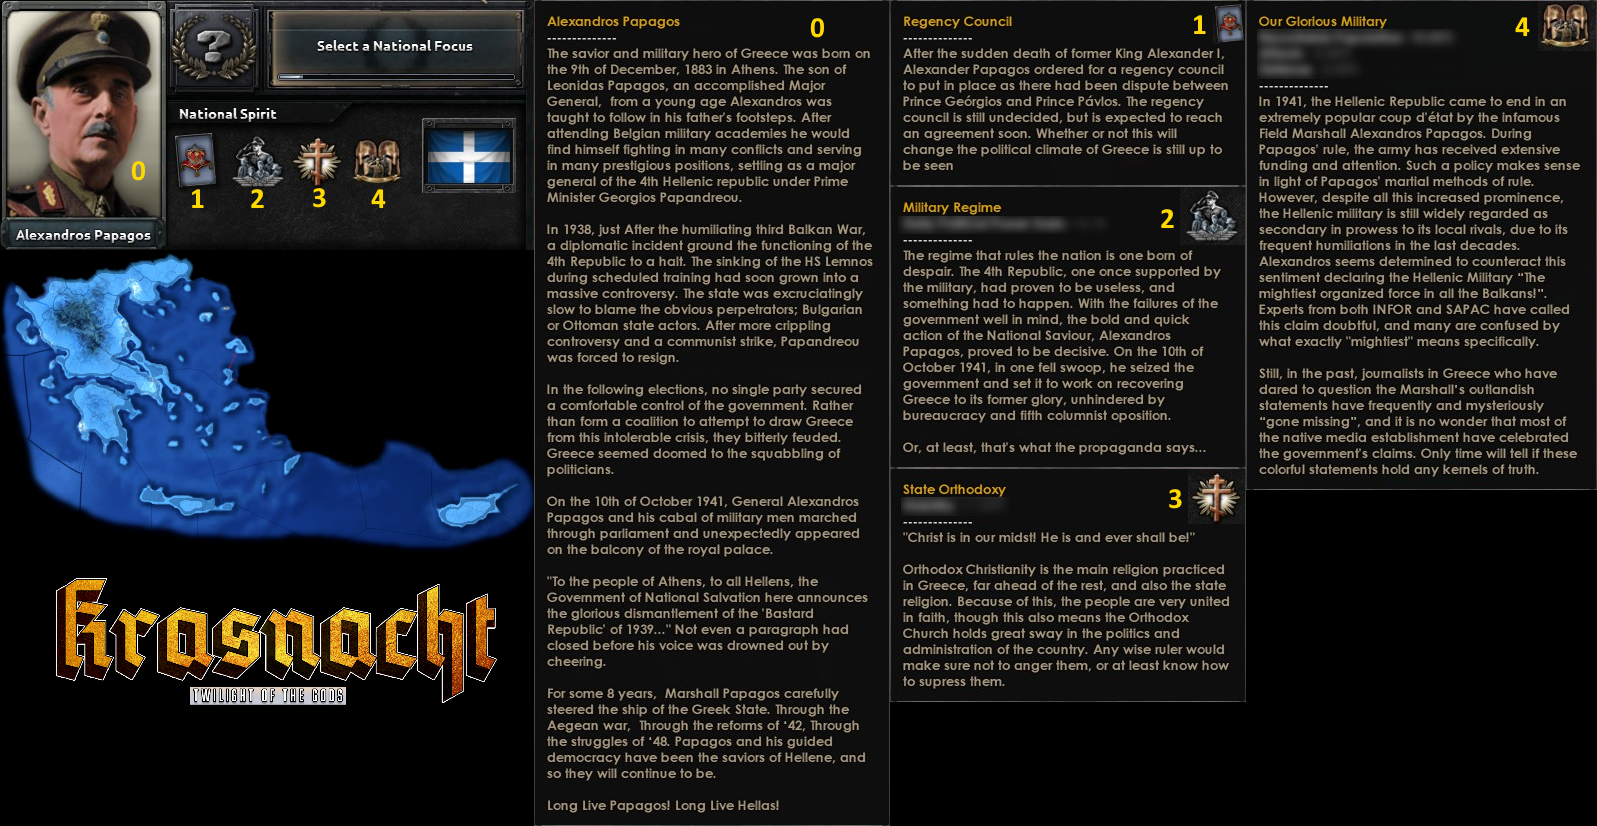 Select a National Focus
National Spirit
0
1
2
3
4
Alexandros Papagos
Krasnacht
TWILIGHT OF THE GODS
Alexandros Papagos
0
--------------
The savior and military hero of Greece was born on
the 9th of December, 1883 in Athens. The son of
Leonidas Papagos, an accomplished Major
General,  from a young age Alexandros was
taught to follow in his father's footsteps. After
attending Belgian military academies he would
find himself fighting in many conflicts and serving
in many prestigious positions, settling as a major
general of the 4th Hellenic republic under Prime
Minister Georgios Papandreou.
In 1938, just After the humiliating third Balkan War,
a diplomatic incident ground the functioning of the
4th Republic to a halt. The sinking of the HS Lemnos
during scheduled training had soon grown into a
massive controversy. The state was excruciatingly
slow to blame the obvious perpetrators; Bulgarian
or Ottoman state actors. After more crippling
controversy and a communist strike, Papandreou
was forced to resign.
In the following elections, no single party secured
a comfortable control of the government. Rather
than form a coalition to attempt to draw Greece
from this intolerable crisis, they bitterly feuded.
Greece seemed doomed to the squabbling of
politicians.
On the 10th of October 1941, General Alexandros
Papagos and his cabal of military men marched
through parliament and unexpectedly appeared
on the balcony of the royal palace.
"To the people of Athens, to all Hellens, the
Government of National Salvation here announces
the glorious dismantlement of the 'Bastard
Republic' of 1939..." Not even a paragraph had
closed before his voice was drowned out by
cheering.
For some 8 years,  Marshall Papagos carefully
steered the ship of the Greek State. Through the
Aegean war,  Through the reforms of '42, Through
the struggles of '48. Papagos and his guided
democracy have been the saviors of Hellene, and
so they will continue to be.
Long Live Papagos! Long Live Hellas!
Regency Council
1
--------------
After the sudden death of former King Alexander I,
Alexander Papagos ordered for a regency council
to put in place as there had been dispute between
Prince Geórgios and Prince Pávlos. The regency
council is still undecided, but is expected to reach
an agreement soon. Whether or not this will
change the political climate of Greece is still up to
be seen
Military Regime
2
--------------
The regime that rules the nation is one born of
despair. The 4th Republic, one once supported by
the military, had proven to be useless, and
something had to happen. With the failures of the
government well in mind, the bold and quick
action of the National Saviour, Alexandros
Papagos, proved to be decisive. On the 10th of
October 1941, in one fell swoop, he seized the
government and set it to work on recovering
Greece to its former glory, unhindered by
bureaucracy and fifth columnist oposition.
Or, at least, that's what the propaganda says...
State Orthodoxy
3
--------------
"Christ is in our midst! He is and ever shall be!"
Orthodox Christianity is the main religion practiced
in Greece, far ahead of the rest, and also the state
religion. Because of this, the people are very united
in faith, though this also means the Orthodox
Church holds great sway in the politics and
administration of the country. Any wise ruler would
make sure not to anger them, or at least know how
to supress them.
Our Glorious Military
4
--------------
In 1941, the Hellenic Republic came to end in an
extremely popular coup d'état by the infamous
Field Marshall Alexandros Papagos. During
Papagos' rule, the army has received extensive
funding and attention. Such a policy makes sense
in light of Papagos' martial methods of rule.
However, despite all this increased prominence,
the Hellenic military is still widely regarded as
secondary in prowess to its local rivals, due to its
frequent humiliations in the last decades.
Alexandros seems determined to counteract this
sentiment declaring the Hellenic Military “The
mightiest organized force in all the Balkans!”.
Experts from both INFOR and SAPAC have called
this claim doubtful, and many are confused by
what exactly "mightiest" means specifically.
Still, in the past, journalists in Greece who have
dared to question the Marshall's outlandish
statements have frequently and mysteriously
“gone missing”, and it is no wonder that most of
the native media establishment have celebrated
the government's claims. Only time will tell if these
colorful statements hold any kernels of truth.